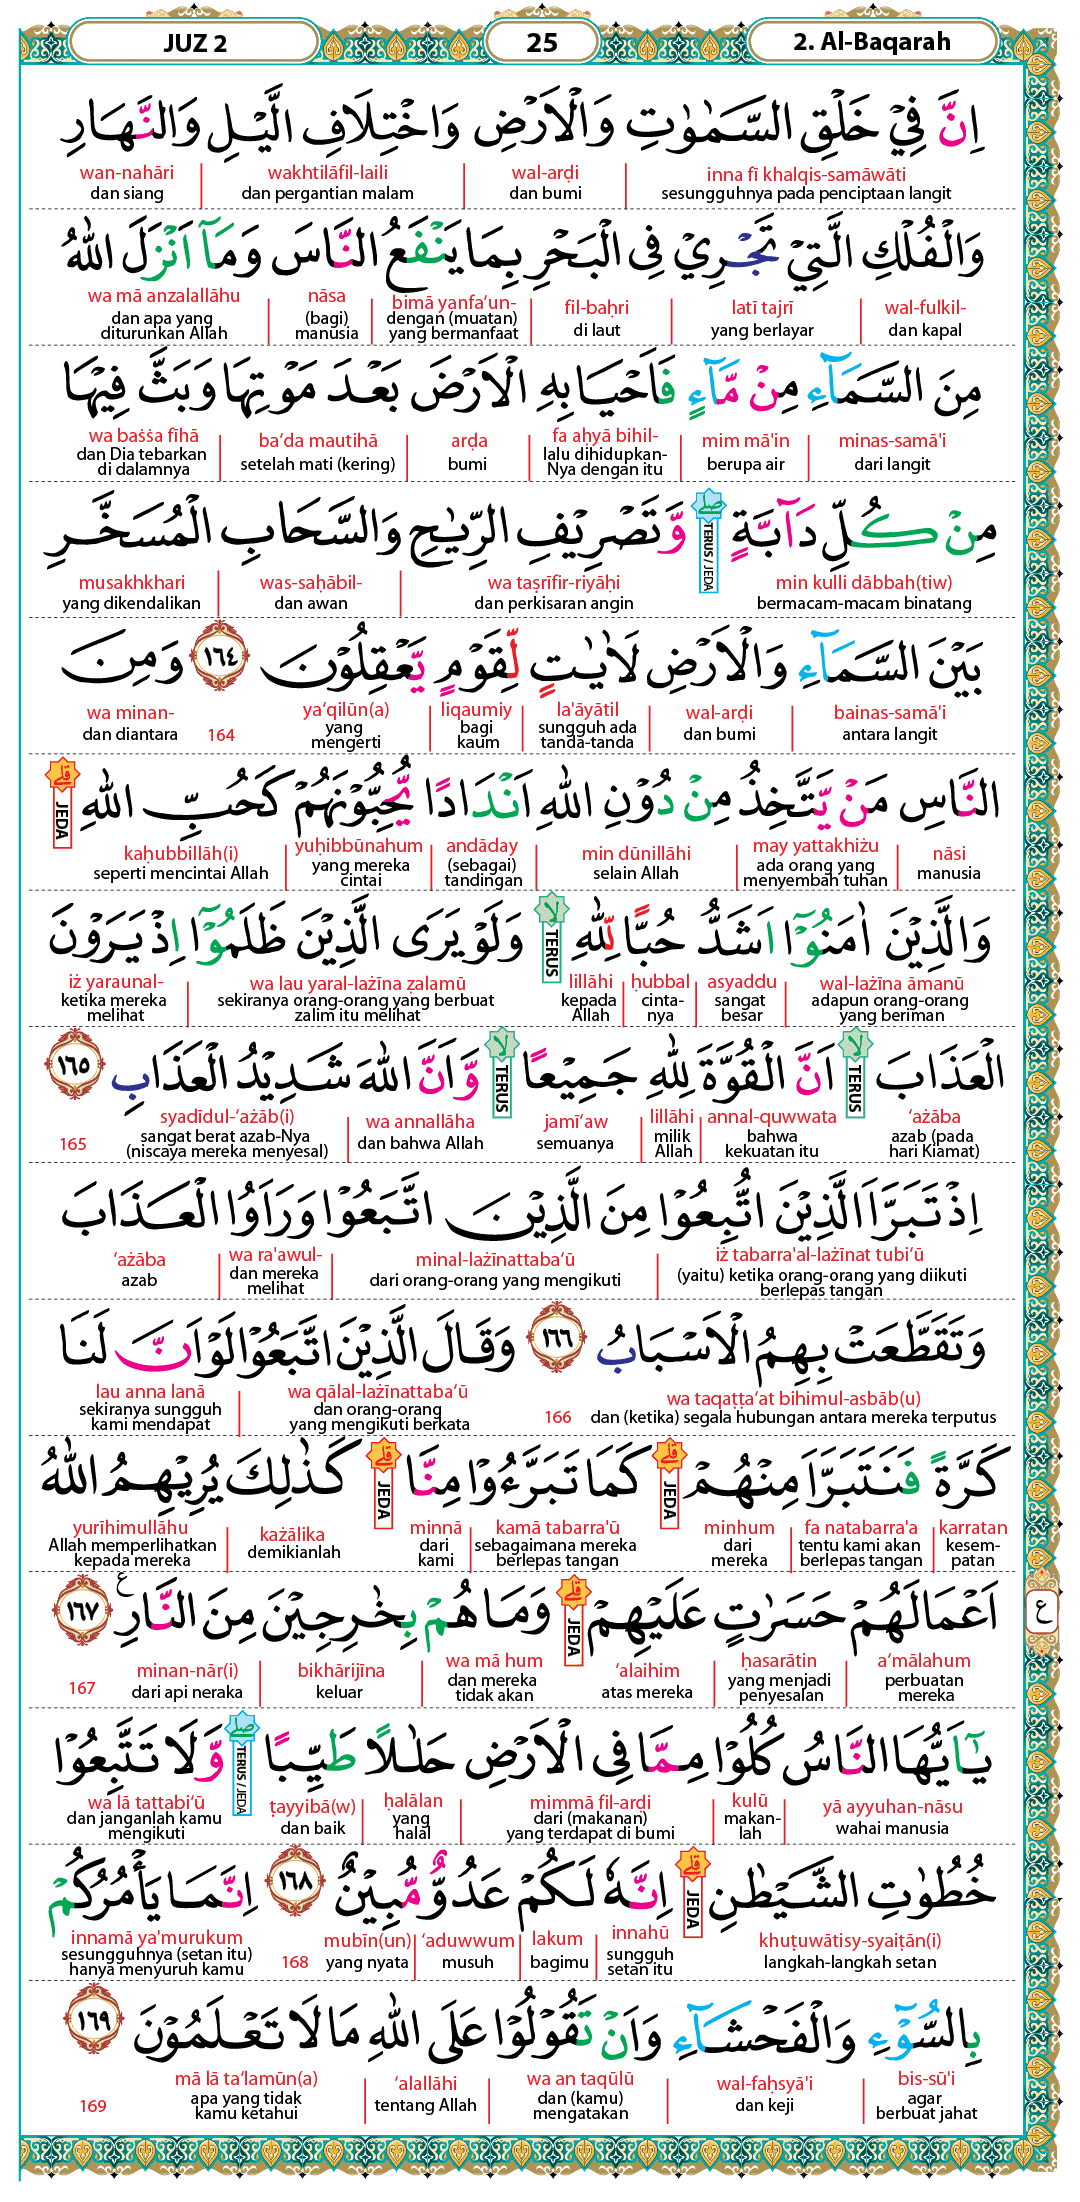 JUZ 2 25 2. Al-Baqarah
اِنَّ فِيْ خَلْقِ السَّمٰوٰتِ وَالْاَرْضِ وَاخْتِلَافِ الَّيْلِ وَالنَّهَارِ
inna fī khalqis-samāwāti wal-arḍi wakhtilāfil-laili wan-nahāri
sesungguhnya pada penciptaan langit dan bumi dan pergantian malam dan siang
وَالْفُلْكِ الَّتِيْ تَجْرِيْ فِى الْبَحْرِ بِمَا يَنْفَعُ النَّاسَ وَمَآ اَنْزَلَ اللّٰهُ
wal-fulkil- latī tajrī fil-baḥri bimā yanfa‘un- nāsa wa mā anzalallāhu
dan kapal yang berlayar di laut dengan (muatan) yang bermanfaat (bagi) manusia dan apa yang diturunkan Allah
مِنَ السَّمَاۤءِ مِنْ مَّاۤءٍ فَاَحْيَا بِهِ الْاَرْضَ بَعْدَ مَوْتِهَا وَبَثَّ فِيْهَا
minas-samā'i mim mā'in fa aḥyā bihil- arḍa ba‘da mautihā wa baṡṡa fīhā
dari langit berupa air lalu dihidupkan-Nya dengan itu bumi setelah mati (kering) dan Dia tebarkan di dalamnya
مِنْ كُلِّ دَاۤبَّةٍ صلى TERUS / JEDA وَّتَصْرِيْفِ الرِّيٰحِ وَالسَّحَابِ الْمُسَخَّرِ
min kulli dābbah(tiw) wa taṣrīfir-riyāḥi was-saḥābil- musakhkhari
bermacam-macam binatang dan perkisaran angin dan awan yang dikendalikan
بَيْنَ السَّمَاۤءِ وَالْاَرْضِ لَاٰيٰتٍ لِّقَوْمٍ يَّعْقِلُوْنَ ١٦٤ وَمِنَ
bainas-samā'i wal-arḍi la'āyātil liqaumiy ya‘qilūn(a) 164 wa minan-
antara langit dan bumi sungguh ada tanda-tanda bagi kaum yang mengerti dan diantara
النَّاسِ مَنْ يَّتَّخِذُ مِنْ دُوْنِ اللّٰهِ اَنْدَادًا يُّحِبُّوْنَهُمْ كَحُبِّ اللّٰهِ قلى JEDA
nāsi may yattakhiżu min dūnillāhi andāday yuḥibbūnahum kaḥubbillāh(i)
manusia ada orang yang menyembah tuhan selain Allah (sebagai) tandingan yang mereka cintai seperti mencintai Allah
وَالَّذِيْنَ اٰمَنُوْٓا اَشَدُّ حُبًّا لِّلّٰهِ لا TERUS وَلَوْ يَرَى الَّذِيْنَ ظَلَمُوْٓا اِذْ يَرَوْنَ
wal-lażīna āmanū asyaddu ḥubbal lillāhi wa lau yaral-lażīna ẓalamū iż yaraunal-
adapun orang-orang yang beriman sangat besar cinta-nya kepada Allah sekiranya orang-orang yang berbuat zalim itu melihat ketika mereka melihat
الْعَذَابَ لا TERUS اَنَّ الْقُوَّةَ لِلّٰهِ جَمِيْعًا لا TERUS وَّاَنَّ اللّٰهَ شَدِيْدُ الْعَذَابِ ١٦٥
‘ażāba annal-quwwata lillāhi jamī‘aw wa annallāha syadīdul-‘ażāb(i) 165
azab (pada hari Kiamat) bahwa kekuatan itu milik Allah semuanya dan bahwa Allah sangat berat azab-Nya (niscaya mereka menyesal)
اِذْ تَبَرَّاَ الَّذِيْنَ اتُّبِعُوْا مِنَ الَّذِيْنَ اتَّبَعُوْا وَرَاَوُا الْعَذَابَ
iż tabarra'al-lażīnat tubi‘ū minal-lażīnattaba‘ū wa ra'awul- ‘ażāba
(yaitu) ketika orang-orang yang diikuti berlepas tangan dari orang-orang yang mengikuti dan mereka melihat azab
وَتَقَطَّعَتْ بِهِمُ الْاَسْبَابُ ١٦٦ وَقَالَ الَّذِيْنَ اتَّبَعُوْا لَوْ اَنَّ لَنَا
wa taqaṭṭa‘at bihimul-asbāb(u) 166 wa qālal-lażīnattaba‘ū lau anna lanā
dan (ketika) segala hubungan antara mereka terputus dan orang-orang yang mengikuti berkata sekiranya sungguh kami mendapat
كَرَّةً فَنَتَبَرَّاَ مِنْهُمْ قلى JEDA كَمَا تَبَرَّءُوْا مِنَّا قلى JEDA كَذٰلِكَ يُرِيْهِمُ اللّٰهُ
karratan fa natabarra'a minhum kamā tabarra'ū minnā każālika yurīhimullāhu
kesem-patan tentu kami akan berlepas tangan dari mereka sebagaimana mereka berlepas tangan dari kami demikianlah Allah memperlihatkan kepada mereka
اَعْمَالَهُمْ حَسَرٰتٍ عَلَيْهِمْ قلى JEDA وَمَا هُمْ بِخٰرِجِيْنَ مِنَ النَّارِ ࣖ ١٦٧ ع
a‘mālahum ḥasarātin ‘alaihim wa mā hum bikhārijīna minan-nār(i) 167
perbuatan mereka yang menjadi penyesalan atas mereka dan mereka tidak akan keluar dari api neraka
يٰٓاَيُّهَا النَّاسُ كُلُوْا مِمَّا فِى الْاَرْضِ حَلٰلًا طَيِّبًا صلى TERUS / JEDA وَّلَا تَتَّبِعُوْا
yā ayyuhan-nāsu kulū mimmā fil-arḍi ḥalālan ṭayyibā(w) wa lā tattabi‘ū
wahai manusia makan-lah dari (makanan) yang terdapat di bumi yang halal dan baik dan janganlah kamu mengikuti
خُطُوٰتِ الشَّيْطٰنِ قلى JEDA اِنَّهٗ لَكُمْ عَدُوٌّ مُّبِيْنٌ ١٦٨ اِنَّمَا يَأْمُرُكُمْ
khuṭuwātisy-syaiṭān(i) innahū lakum ‘aduwwum mubīn(un) 168 innamā ya'murukum
langkah-langkah setan sungguh setan itu bagimu musuh yang nyata sesungguhnya (setan itu) hanya menyuruh kamu
بِالسُّوْۤءِ وَالْفَحْشَاۤءِ وَاَنْ تَقُوْلُوْا عَلَى اللّٰهِ مَا لَا تَعْلَمُوْنَ ١٦٩
bis-sū'i wal-faḥsyā'i wa an taqūlū ‘alallāhi mā lā ta‘lamūn(a) 169
agar berbuat jahat dan keji dan (kamu) mengatakan tentang Allah apa yang tidak kamu ketahui